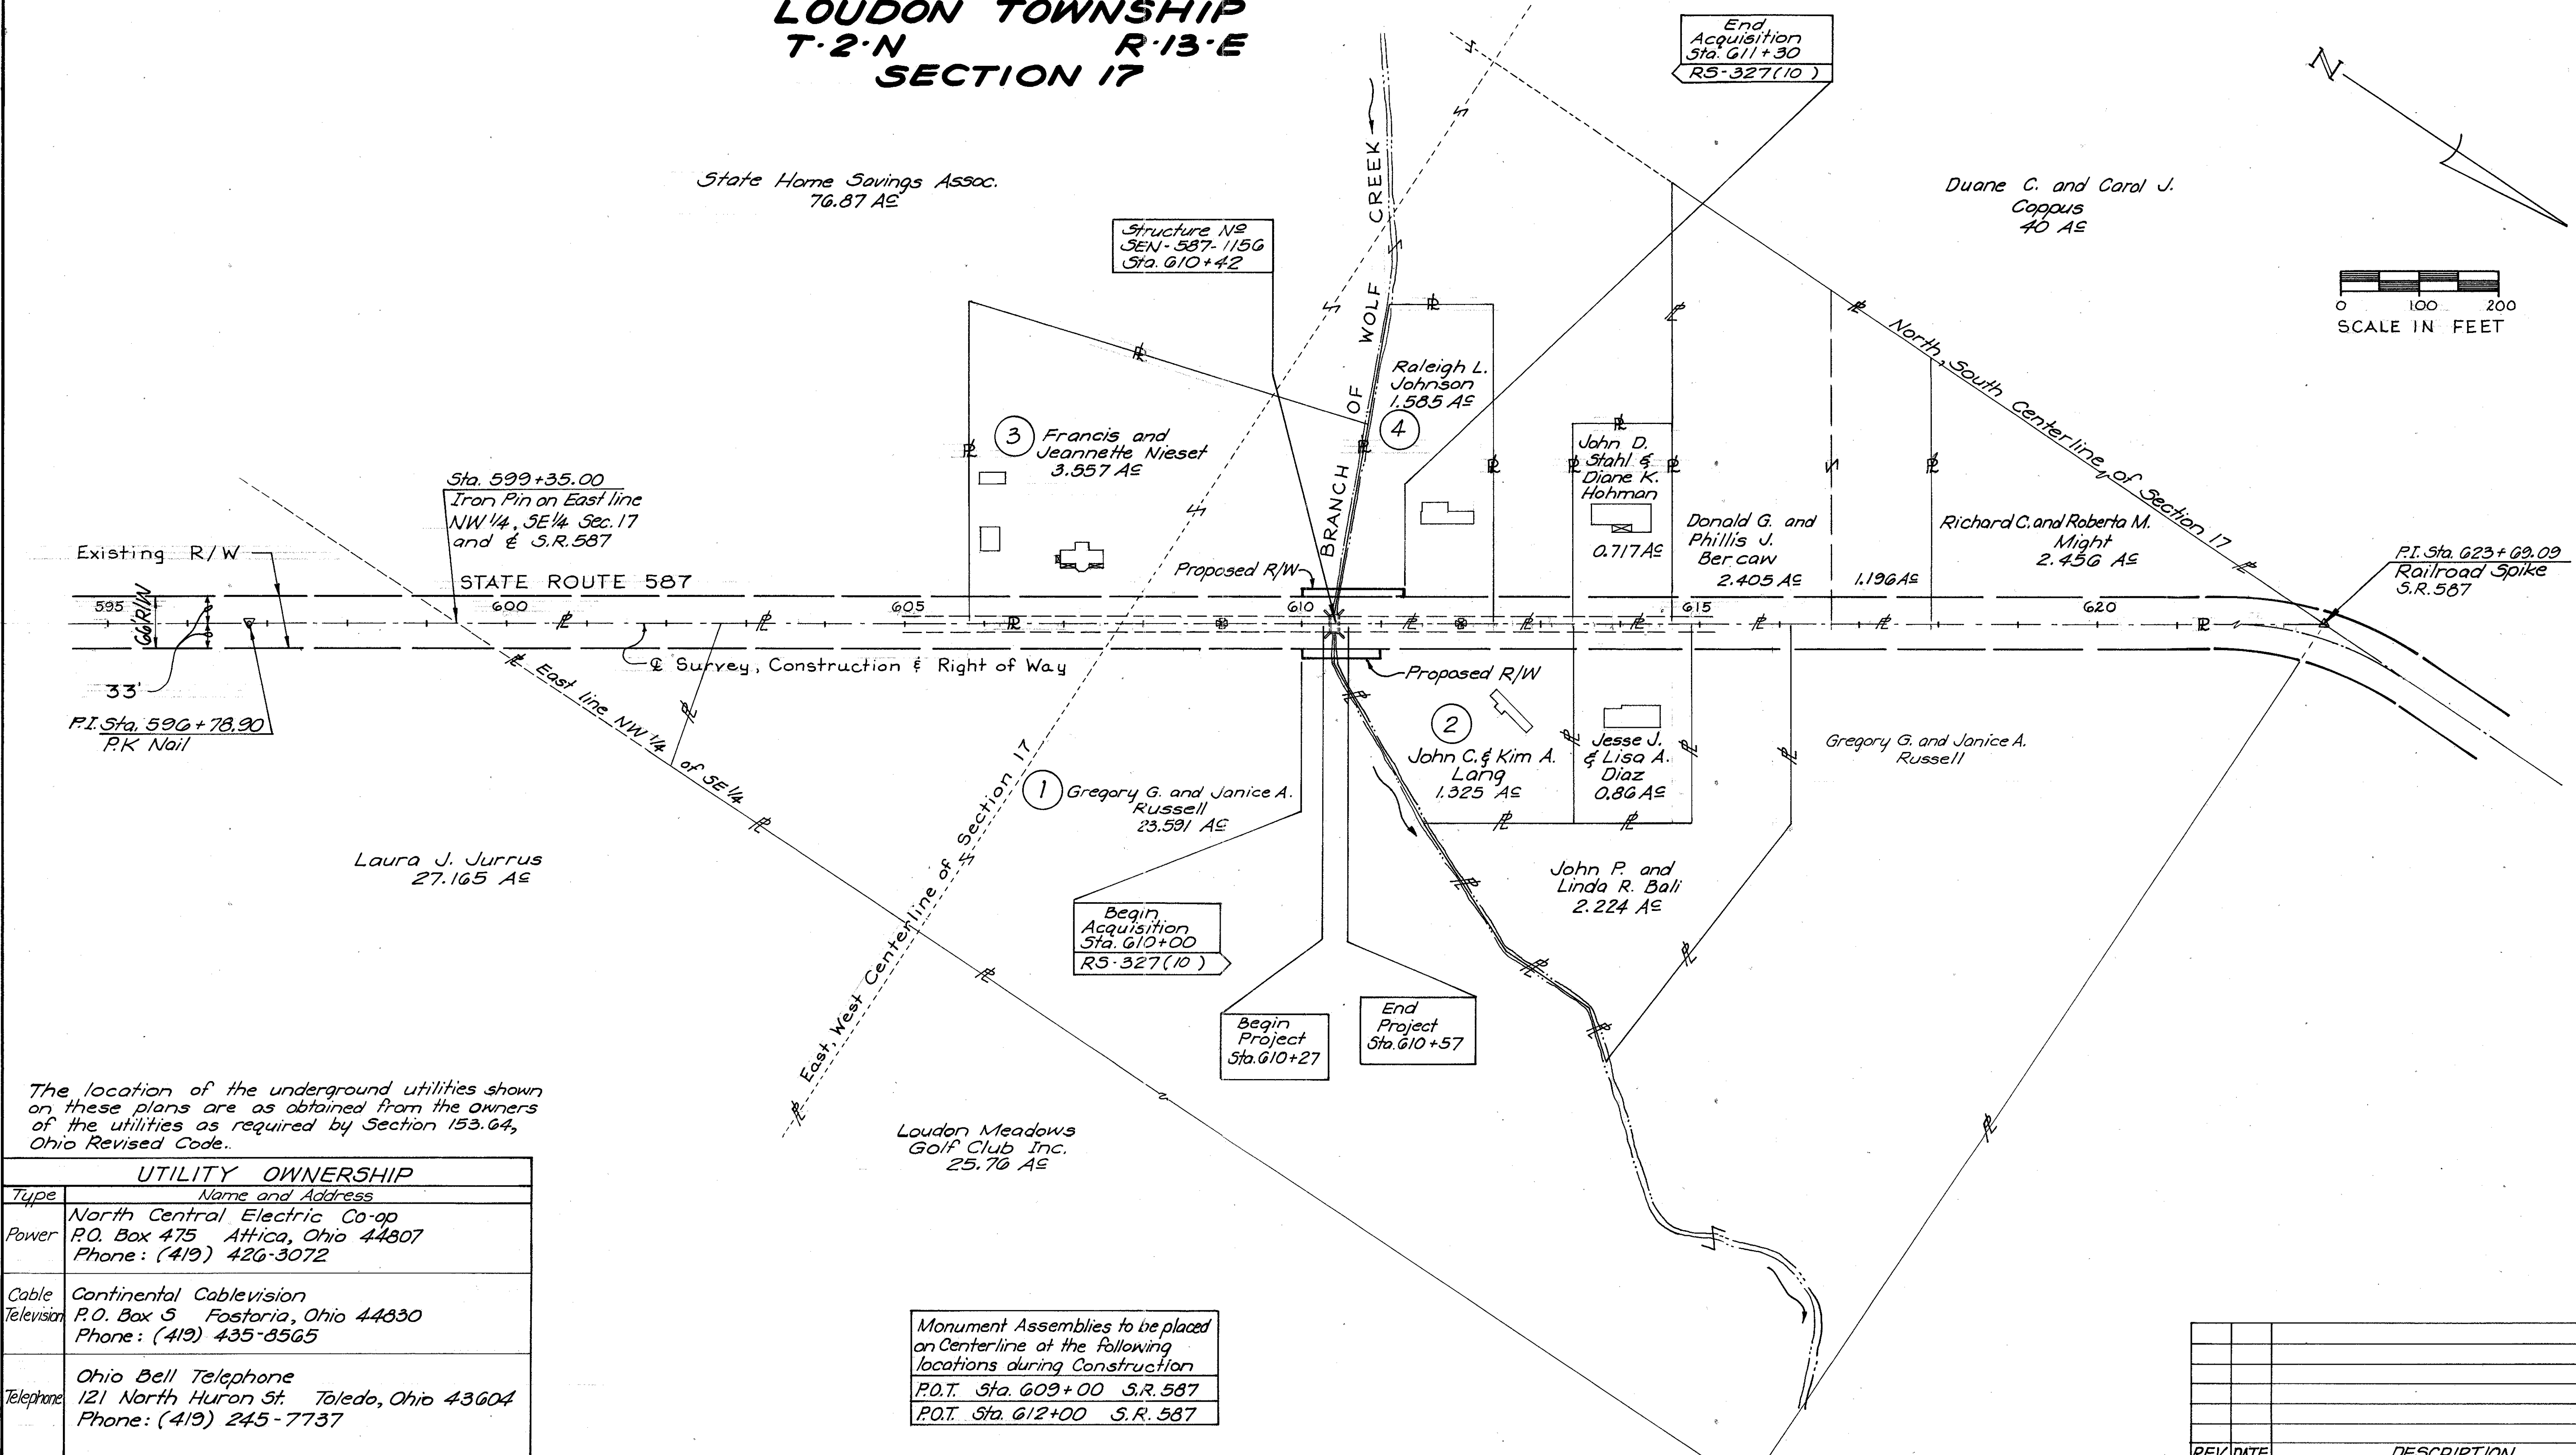 LOUDON TOWNSHIP
T·2·N R·13·E
SECTION 17
End
Acquisition
Sta. 611+30
RS-327(10)
N
State Home Savings Assoc.
76.87 Ac
Structure No
SEN-587-1156
Sta. 610+42
BRANCH OF WOLF CREEK
Duane C. and Carol J.
Coppus
40 Ac
0 100 200
SCALE IN FEET
North, South Centerline of Section 17
Raleigh L.
Johnson
1.585 Ac
4
3
Francis and
Jeannette Nieset
3.557 Ac
John D.
Stahl &
Diane K.
Hohman
0.717 Ac
Donald G. and
Phillis J.
Bercaw
2.405 Ac
1.196 Ac
Richard C. and Roberta M.
Might
2.456 Ac
P.I. Sta. 623+69.09
Railroad Spike
S.R. 587
Sta. 599+35.00
Iron Pin on East line
NW 1/4, SE 1/4 Sec. 17
and ℄ S.R. 587
Existing R/W
STATE ROUTE 587
Proposed R/W
595 600 605 610 615 620
66' R/W
33'
P.I. Sta. 596+78.90
P.K Nail
℄ Survey, Construction & Right of Way
Proposed R/W
East line NW 1/4 of SE 1/4
East, West Centerline of Section 17
1
Gregory G. and Janice A.
Russell
23.591 Ac
2
John C. & Kim A.
Lang
1.325 Ac
Jesse J.
& Lisa A.
Diaz
0.86 Ac
Gregory G. and Janice A.
Russell
Laura J. Jurrus
27.165 Ac
John P. and
Linda R. Bali
2.224 Ac
Begin
Acquisition
Sta. 610+00
RS-327(10)
Begin
Project
Sta. 610+27
End
Project
Sta. 610+57
Loudon Meadows
Golf Club Inc.
25.76 Ac
The location of the underground utilities shown
on these plans are as obtained from the owners
of the utilities as required by Section 153.64,
Ohio Revised Code.
UTILITY OWNERSHIP
Type Name and Address
Power
North Central Electric Co-op
P.O. Box 475 Attica, Ohio 44807
Phone: (419) 426-3072
Cable
Television
Continental Cablevision
P.O. Box 5 Fostoria, Ohio 44830
Phone: (419) 435-8565
Telephone
Ohio Bell Telephone
121 North Huron St. Toledo, Ohio 43604
Phone: (419) 245-7737
Monument Assemblies to be placed
on Centerline at the following
locations during Construction
P.O.T. Sta. 609+00 S.R. 587
P.O.T. Sta. 612+00 S.R. 587
REV. DATE DESCRIPTION